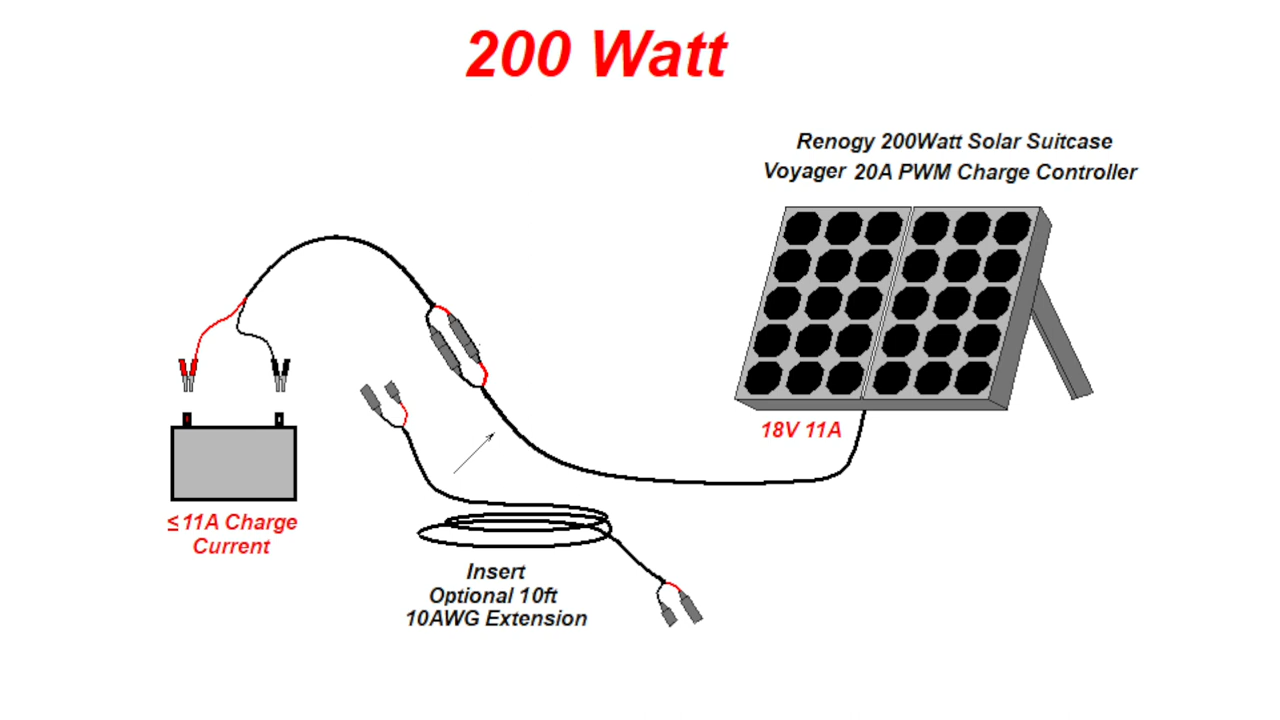 200 Watt
Renogy 200Watt Solar Suitcase
Voyager 20A PWM Charge Controller
18V 11A
≤11A Charge
Current
Insert
Optional 10ft
10AWG Extension